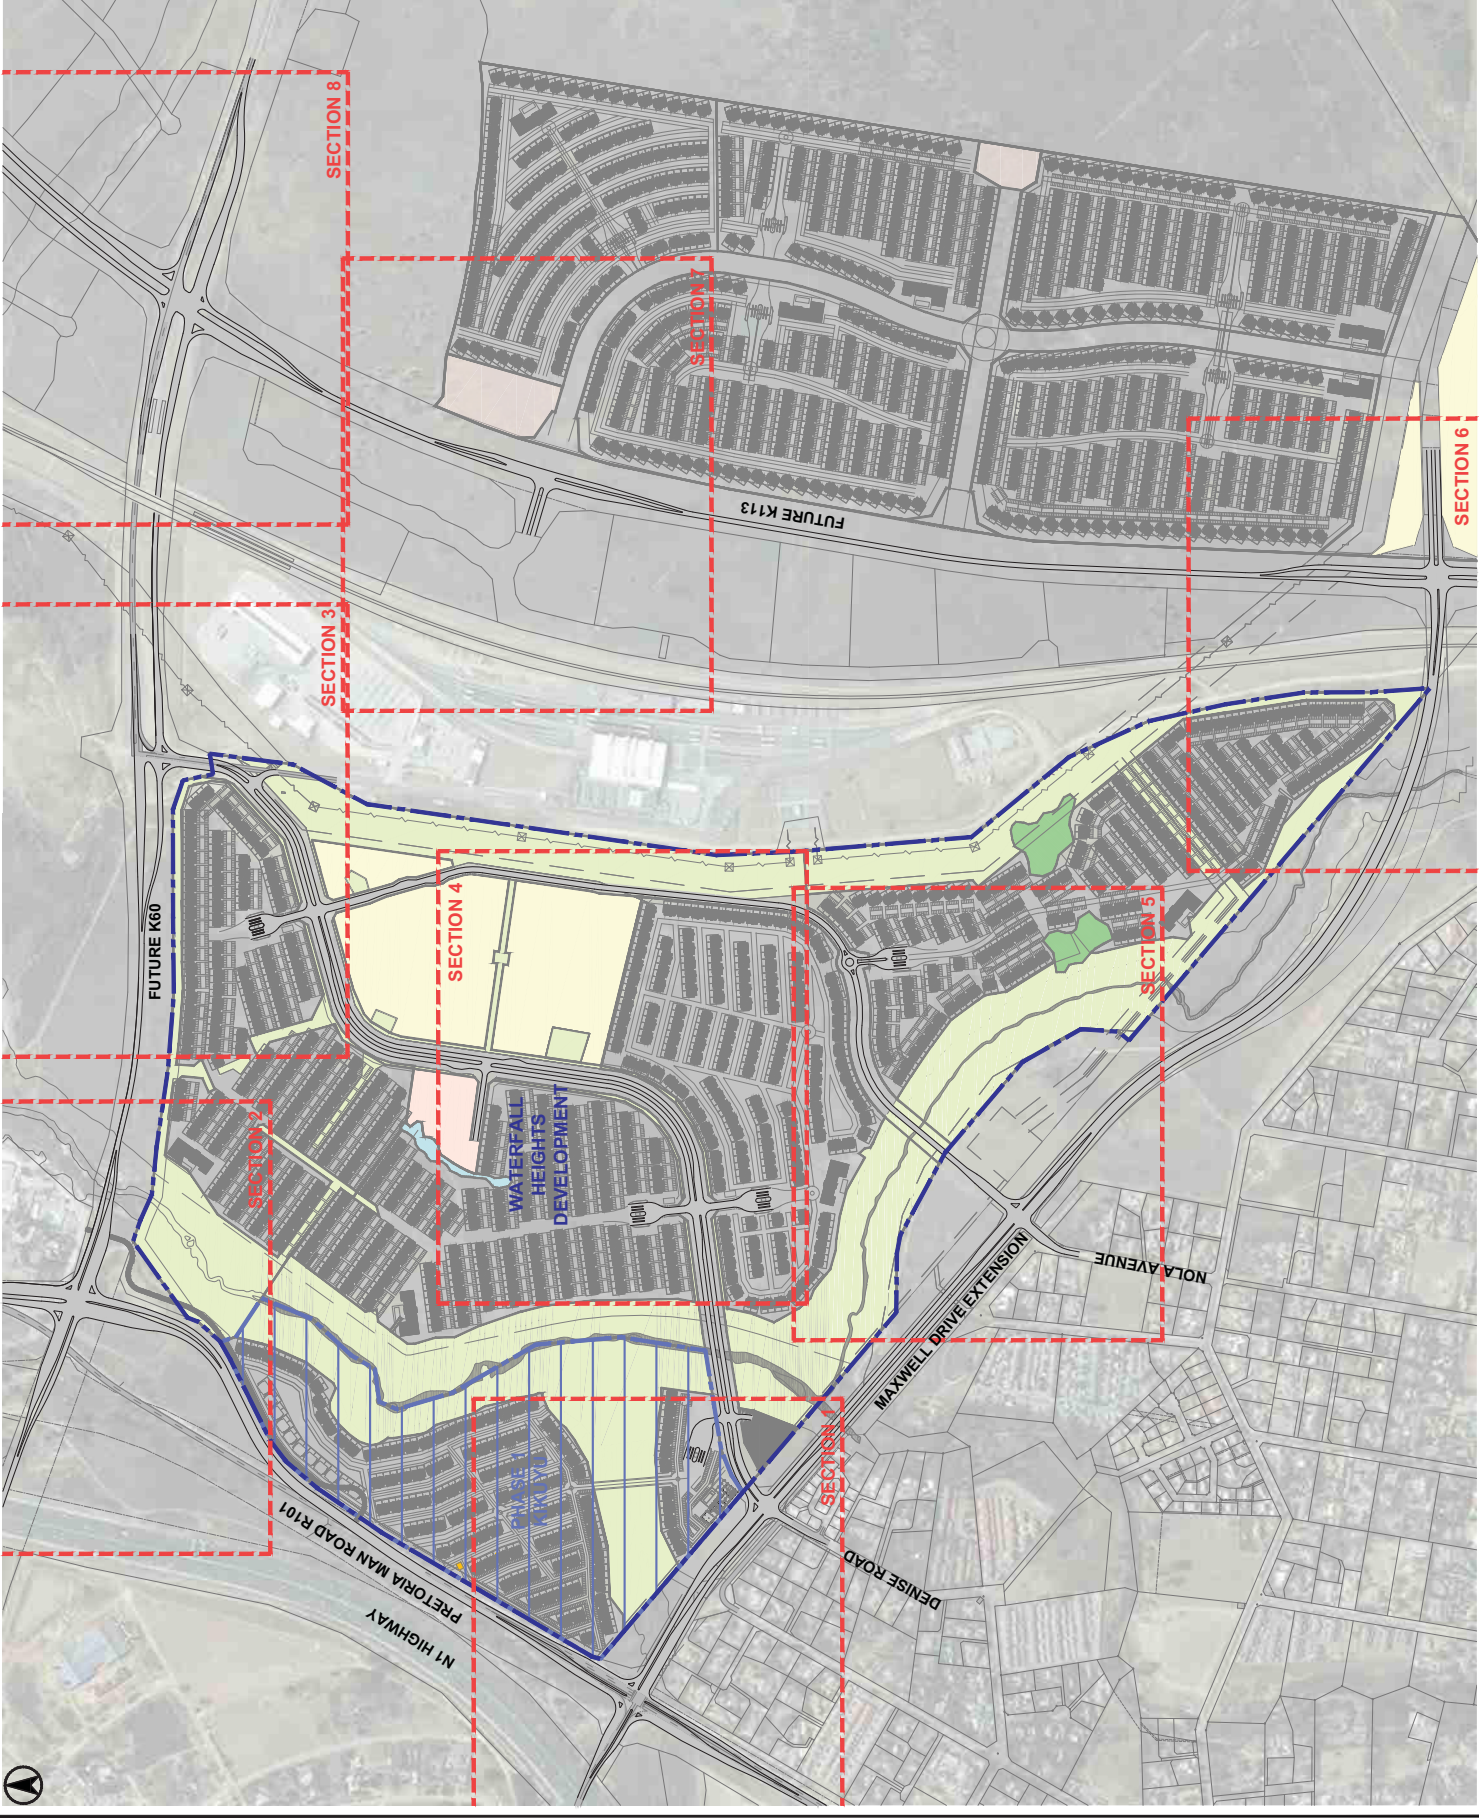 SECTION 8
SECTION 7
SECTION 6
FUTURE K113
SECTION 3
FUTURE K60
SECTION 4
SECTION 5
SECTION 2
WATERFALL
HEIGHTS
DEVELOPMENT
NOLA AVENUE
MAXWELL DRIVE EXTENSION
SECTION 1
PHASE 1
KIKUYU
PRETORIA MAN ROAD R101
N1 HIGHWAY
DENISE ROAD